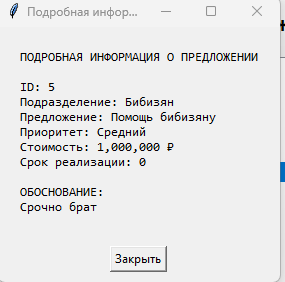 Подробная инфор...
ПОДРОБНАЯ ИНФОРМАЦИЯ О ПРЕДЛОЖЕНИИ
ID: 5
Подразделение: Бибизян
Предложение: Помощь бибизяну
Приоритет: Средний
Стоимость: 1,000,000 ₽
Срок реализации: 0
ОБОСНОВАНИЕ:
Срочно брат
Закрыть